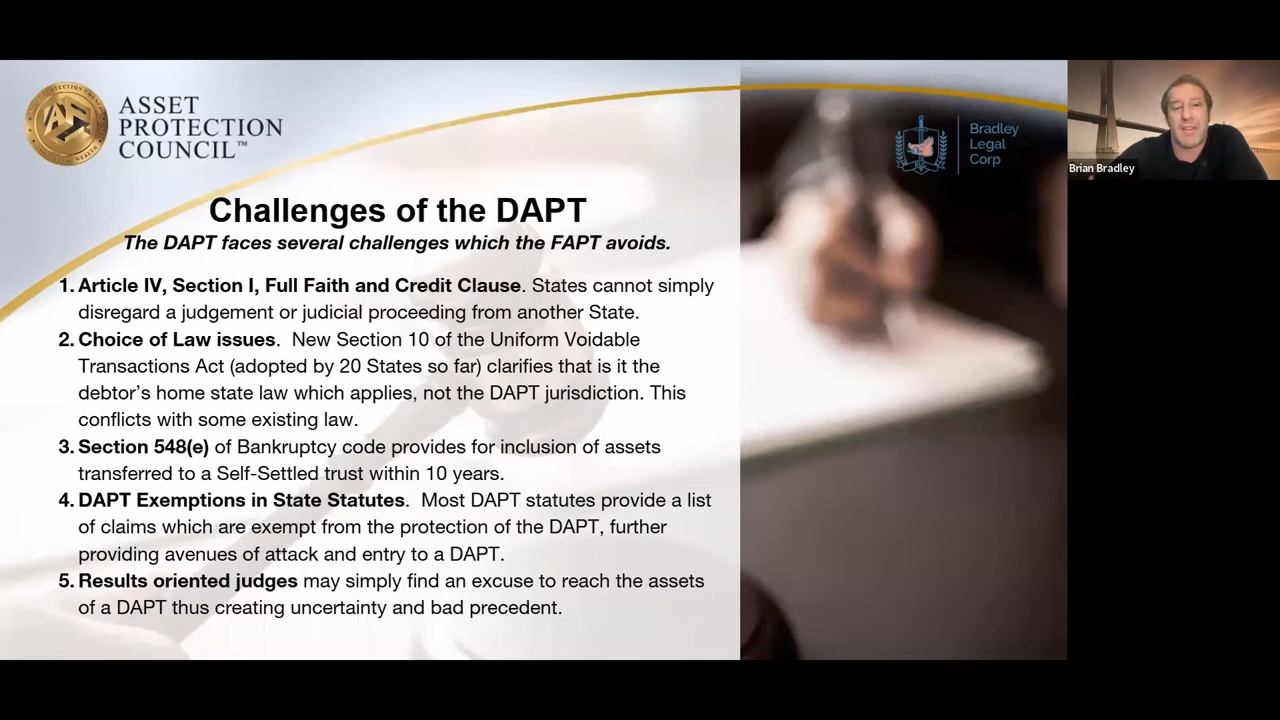 ASSET
PROTECTION
COUNCIL™
Bradley
Legal
Corp
Brian Bradley
Challenges of the DAPT
The DAPT faces several challenges which the FAPT avoids.
1. Article IV, Section I, Full Faith and Credit Clause. States cannot simply
disregard a judgement or judicial proceeding from another State.
2. Choice of Law issues. New Section 10 of the Uniform Voidable
Transactions Act (adopted by 20 States so far) clarifies that is it the
debtor's home state law which applies, not the DAPT jurisdiction. This
conflicts with some existing law.
3. Section 548(e) of Bankruptcy code provides for inclusion of assets
transferred to a Self-Settled trust within 10 years.
4. DAPT Exemptions in State Statutes. Most DAPT statutes provide a list
of claims which are exempt from the protection of the DAPT, further
providing avenues of attack and entry to a DAPT.
5. Results oriented judges may simply find an excuse to reach the assets
of a DAPT thus creating uncertainty and bad precedent.